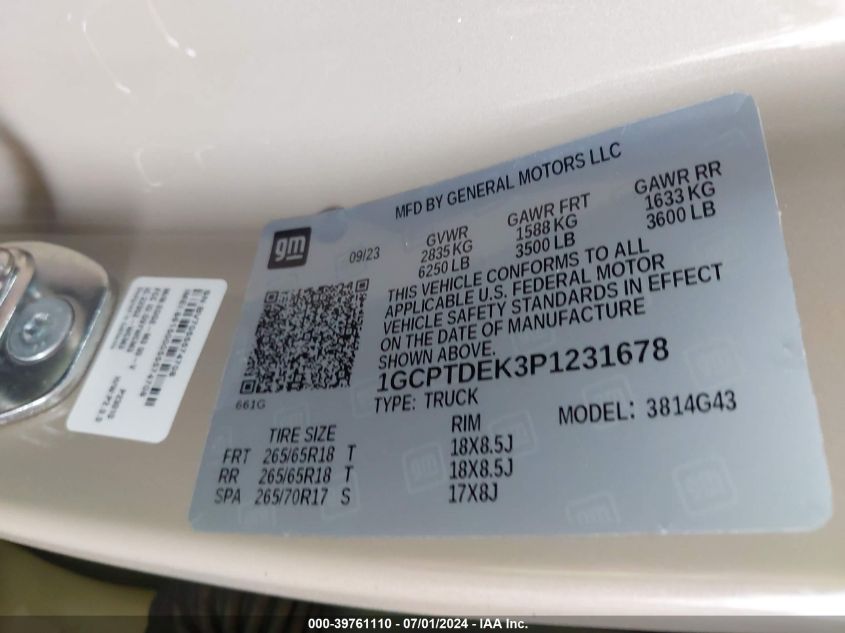 MFD BY GENERAL MOTORS LLC
gm
09/23
GVWR
2835 KG
6250 LB
GAWR FRT
1588 KG
3500 LB
GAWR RR
1633 KG
3600 LB
THIS VEHICLE CONFORMS TO ALL
APPLICABLE U.S. FEDERAL MOTOR
VEHICLE SAFETY STANDARDS IN EFFECT
ON THE DATE OF MANUFACTURE
SHOWN ABOVE.
1GCPTDEK3P1231678
661G
TYPE: TRUCK
MODEL: 3814G43
TIRE SIZE RIM
FRT 265/65R18 T 18X8.5J
RR 265/65R18 T 18X8.5J
SPA 265/70R17 S 17X8J
000-39761110 - 07/01/2024 - IAA Inc.